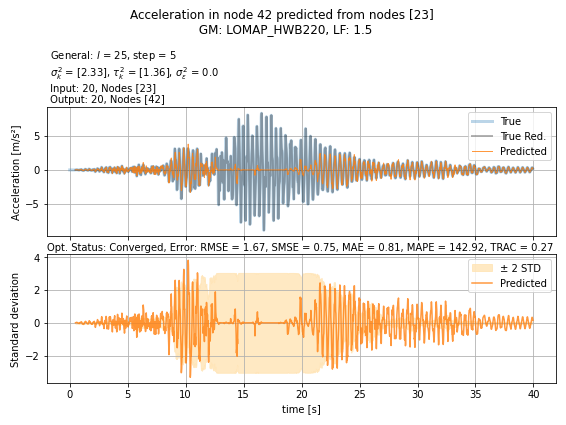 Acceleration in node 42 predicted from nodes [23]
GM: LOMAP_HWB220, LF: 1.5
General: l = 25, step = 5
σ²ₖ = [2.33], τ²ₖ = [1.36], σ²ε = 0.0
Input: 20, Nodes [23]
Output: 20, Nodes [42]
Acceleration [m/s²]
5
0
−5
True
True Red.
Predicted
Opt. Status: Converged, Error: RMSE = 1.67, SMSE = 0.75, MAE = 0.81, MAPE = 142.92, TRAC = 0.27
Standard deviation
4
2
0
−2
± 2 STD
Predicted
0 5 10 15 20 25 30 35 40
time [s]